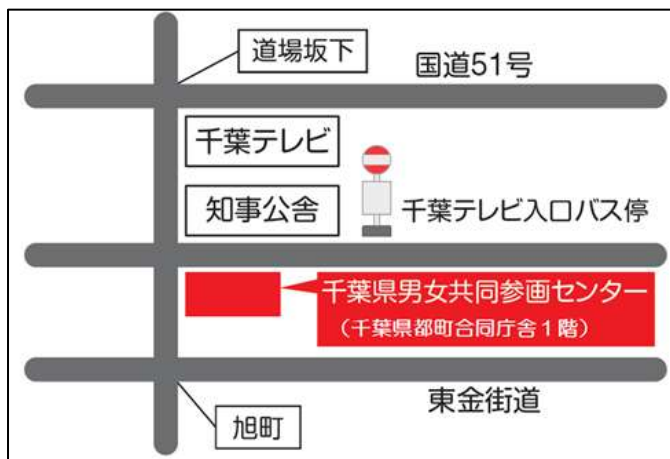 道場坂下
国道51号
千葉テレビ
知事公舎
千葉テレビ入口バス停
千葉県男女共同参画センター
（千葉県都町合同庁舎１階）
東金街道
旭町